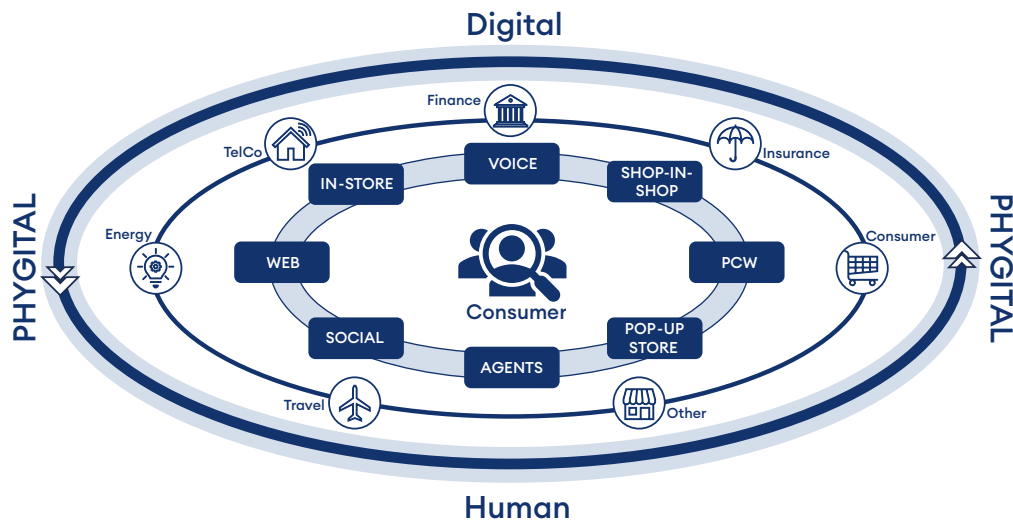 Digital
Finance
TelCo
Insurance
VOICE
IN-STORE
SHOP-IN-
SHOP
PHYGITAL
PHYGITAL
Energy
Consumer
WEB
PCW
Consumer
SOCIAL
POP-UP
STORE
AGENTS
Travel
Other
Human